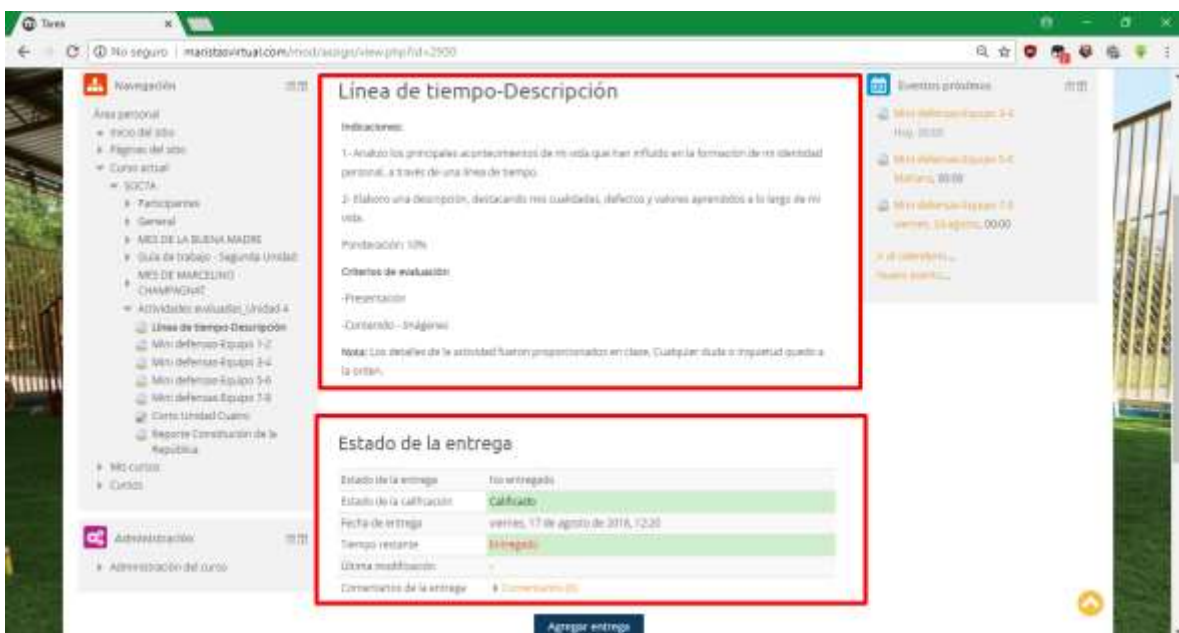 Tarea
No seguro | maristasvirtual.com/mod/assign/view.php?id=2950
Navegación
Área personal
Inicio del sitio
Páginas del sitio
Curso actual
SOCTA
Participantes
General
MES DE LA BUENA MADRE
Guía de trabajo - Segunda Unidad
MES DE MARCELINO
CHAMPAGNAT
Actividades evaluadas_Unidad 4
Línea de tiempo-Descripción
Mini defensas-Equipo 1-2
Mini defensas-Equipo 3-4
Mini defensas-Equipo 5-6
Mini defensas-Equipo 7-8
Corto Unidad Cuatro
Reporte Constitución de la
República
Mis cursos
Cursos
Administración
Administración del curso
Línea de tiempo-Descripción
Indicaciones:
1- Analizo los principales acontecimientos de mi vida que han influido en la formación de mi identidad
personal, a través de una línea de tiempo.
2- Elaboro una descripción, destacando mis cualidades, defectos y valores aprendidos a lo largo de mi
vida.
Ponderación: 10%
Criterios de evaluación
-Presentación
-Contenido - Imágenes
Nota: Los detalles de la actividad fueron proporcionados en clase. Cualquier duda o inquietud quedo a
la orden.
Estado de la entrega
Estado de la entrega No entregado
Estado de la calificación Calificado
Fecha de entrega viernes, 17 de agosto de 2018, 12:20
Tiempo restante Entregado
Última modificación -
Comentarios de la entrega Comentarios (0)
Agregar entrega
Eventos próximos
Mini defensas-Equipo 3-4
Hoy, 00:00
Mini defensas-Equipo 5-6
Mañana, 00:00
Mini defensas-Equipo 7-8
viernes, 24 agosto, 00:00
Ir al calendario...
Nuevo evento...